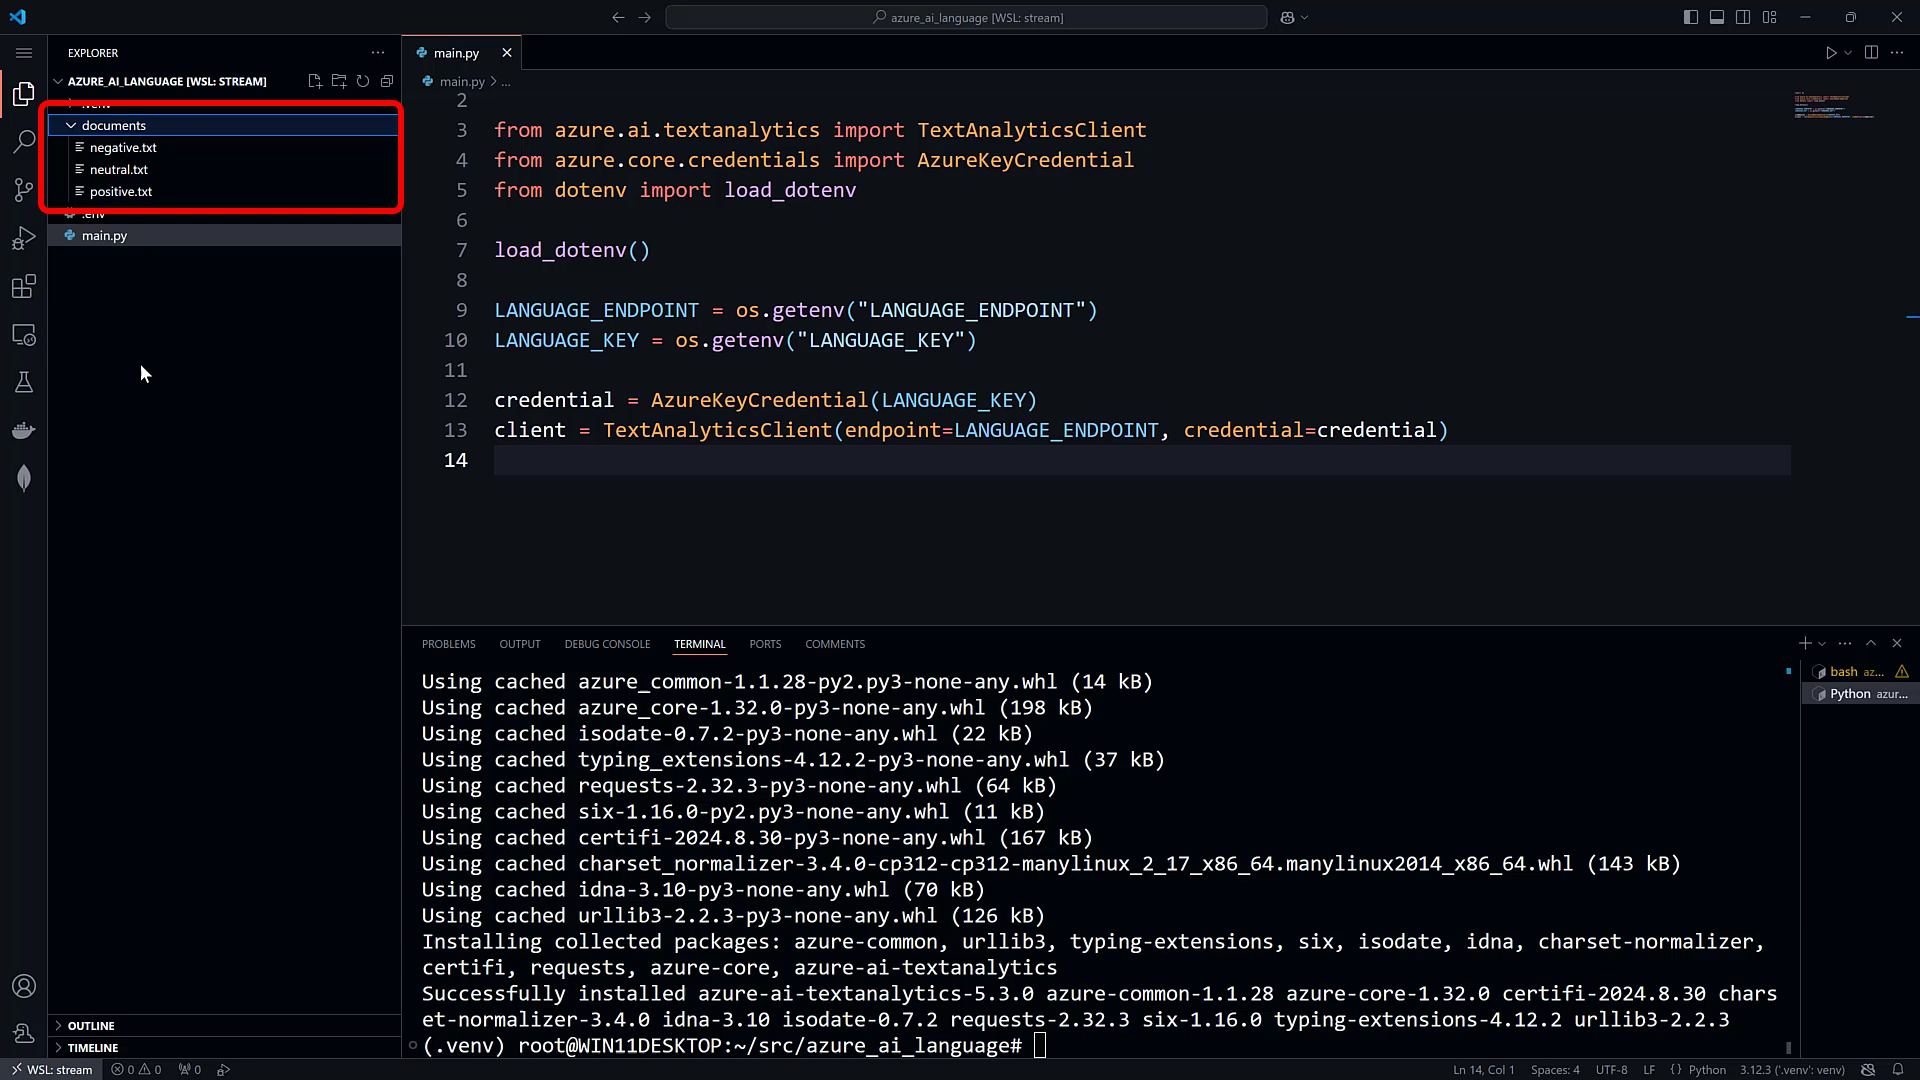 azure_ai_language [WSL: stream]
EXPLORER
AZURE_AI_LANGUAGE [WSL: STREAM]
.venv
documents
negative.txt
neutral.txt
positive.txt
.env
main.py
OUTLINE
TIMELINE
main.py
main.py > ...
2
3 from azure.ai.textanalytics import TextAnalyticsClient
4 from azure.core.credentials import AzureKeyCredential
5 from dotenv import load_dotenv
6
7 load_dotenv()
8
9 LANGUAGE_ENDPOINT = os.getenv("LANGUAGE_ENDPOINT")
10 LANGUAGE_KEY = os.getenv("LANGUAGE_KEY")
11
12 credential = AzureKeyCredential(LANGUAGE_KEY)
13 client = TextAnalyticsClient(endpoint=LANGUAGE_ENDPOINT, credential=credential)
14
PROBLEMS OUTPUT DEBUG CONSOLE TERMINAL PORTS COMMENTS
Using cached azure_common-1.1.28-py2.py3-none-any.whl (14 kB)
Using cached azure_core-1.32.0-py3-none-any.whl (198 kB)
Using cached isodate-0.7.2-py3-none-any.whl (22 kB)
Using cached typing_extensions-4.12.2-py3-none-any.whl (37 kB)
Using cached requests-2.32.3-py3-none-any.whl (64 kB)
Using cached six-1.16.0-py2.py3-none-any.whl (11 kB)
Using cached certifi-2024.8.30-py3-none-any.whl (167 kB)
Using cached charset_normalizer-3.4.0-cp312-cp312-manylinux_2_17_x86_64.manylinux2014_x86_64.whl (143 kB)
Using cached idna-3.10-py3-none-any.whl (70 kB)
Using cached urllib3-2.2.3-py3-none-any.whl (126 kB)
Installing collected packages: azure-common, urllib3, typing-extensions, six, isodate, idna, charset-normalizer,
certifi, requests, azure-core, azure-ai-textanalytics
Successfully installed azure-ai-textanalytics-5.3.0 azure-common-1.1.28 azure-core-1.32.0 certifi-2024.8.30 chars
et-normalizer-3.4.0 idna-3.10 isodate-0.7.2 requests-2.32.3 six-1.16.0 typing-extensions-4.12.2 urllib3-2.2.3
(.venv) root@WIN11DESKTOP:~/src/azure_ai_language#
bash az...
Python azur...
WSL: stream 0 0 0 Ln 14, Col 1 Spaces: 4 UTF-8 LF {} Python 3.12.3 ('.venv': venv)